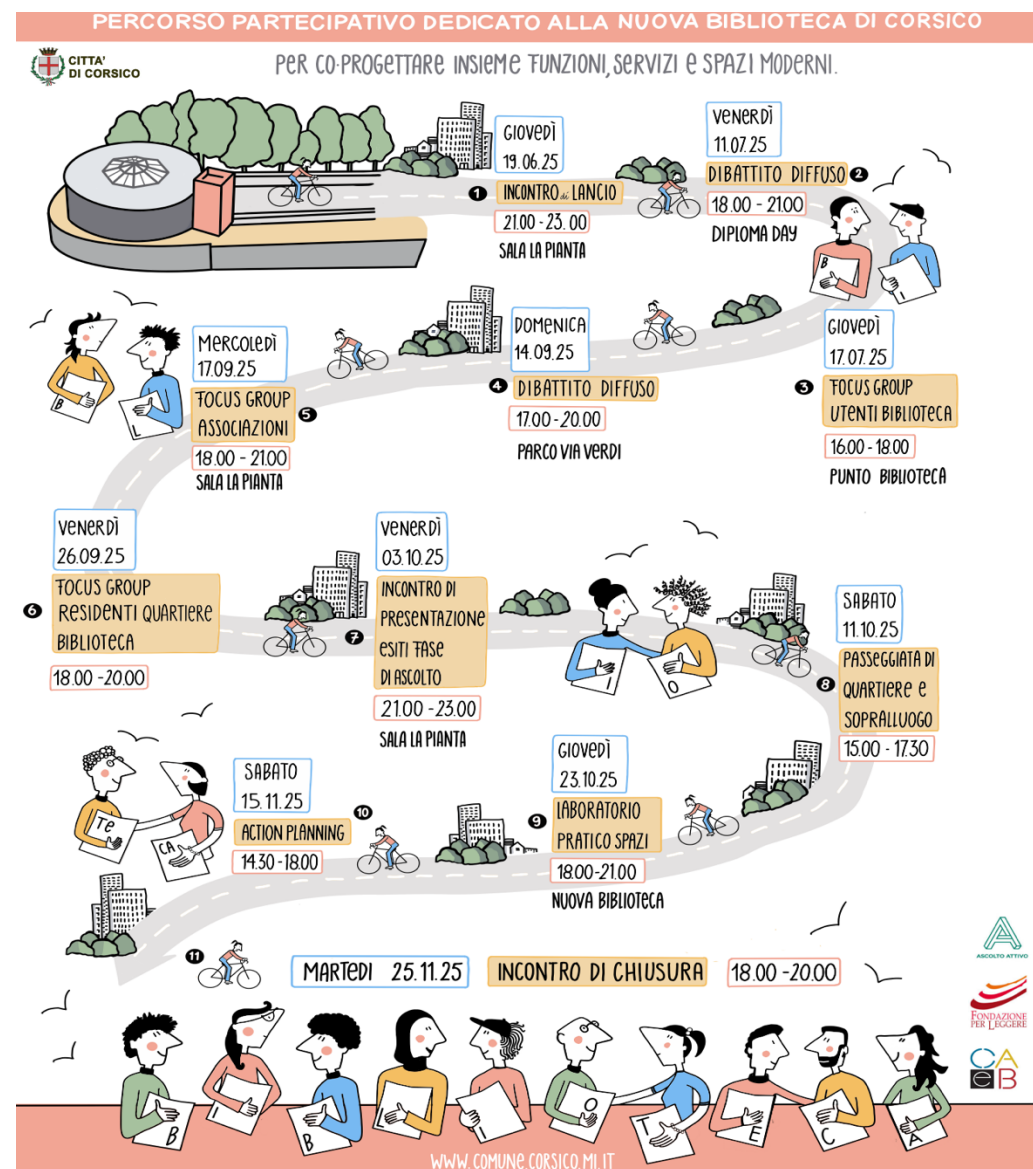 PERCORSO PARTECIPATIVO DEDICATO ALLA NUOVA BIBLIOTECA DI CORSICO
CITTA'
DI CORSICO
PER CO-PROGETTARE INSIEME FUNZIONI, SERVIZI e SPAZI MODERNI.
GIOVEDÌ
19.06.25
1 INCONTRO di LANCIO
21.00 - 23.00
SALA LA PIANTA
VENERDÌ
11.07.25
DIBATTITO DIFFUSO 2
18.00 - 21.00
DIPLOMA DAY
B
I
GIOVEDÌ
17.07.25
3 FOCUS GROUP
UTENTI BIBLIOTECA
16.00 - 18.00
PUNTO BIBLIOTECA
DOMENICA
14.09.25
4 DIBATTITO DIFFUSO
17.00 - 20.00
PARCO VIA VERDI
MERCOLEDÌ
17.09.25
FOCUS GROUP
ASSOCIAZIONI 5
18.00 - 21.00
SALA LA PIANTA
B
L
VENERDÌ
26.09.25
6 FOCUS GROUP
RESIDENTI QUARTIERE
BIBLIOTECA
18.00 - 20.00
VENERDÌ
03.10.25
7 INCONTRO DI
PRESENTAZIONE
ESITI FASE
DI ASCOLTO
21.00 - 23.00
SALA LA PIANTA
I
O
SABATO
11.10.25
8 PASSEGGIATA DI
QUARTIERE e
SOPRALLUOGO
15.00 - 17.30
GIOVEDÌ
23.10.25
9 LABORATORIO
PRATICO SPAZI
18.00 - 21.00
NUOVA BIBLIOTECA
SABATO
15.11.25
10
ACTION PLANNING
14.30 - 18.00
TE
CA
11 MARTEDI 25.11.25 INCONTRO DI CHIUSURA 18.00 - 20.00
ASCOLTO ATTIVO
FONDAZIONE
PER LEGGERE
CA
eB
B I B L I O T E C A
WWW.COMUNE.CORSICO.MI.IT